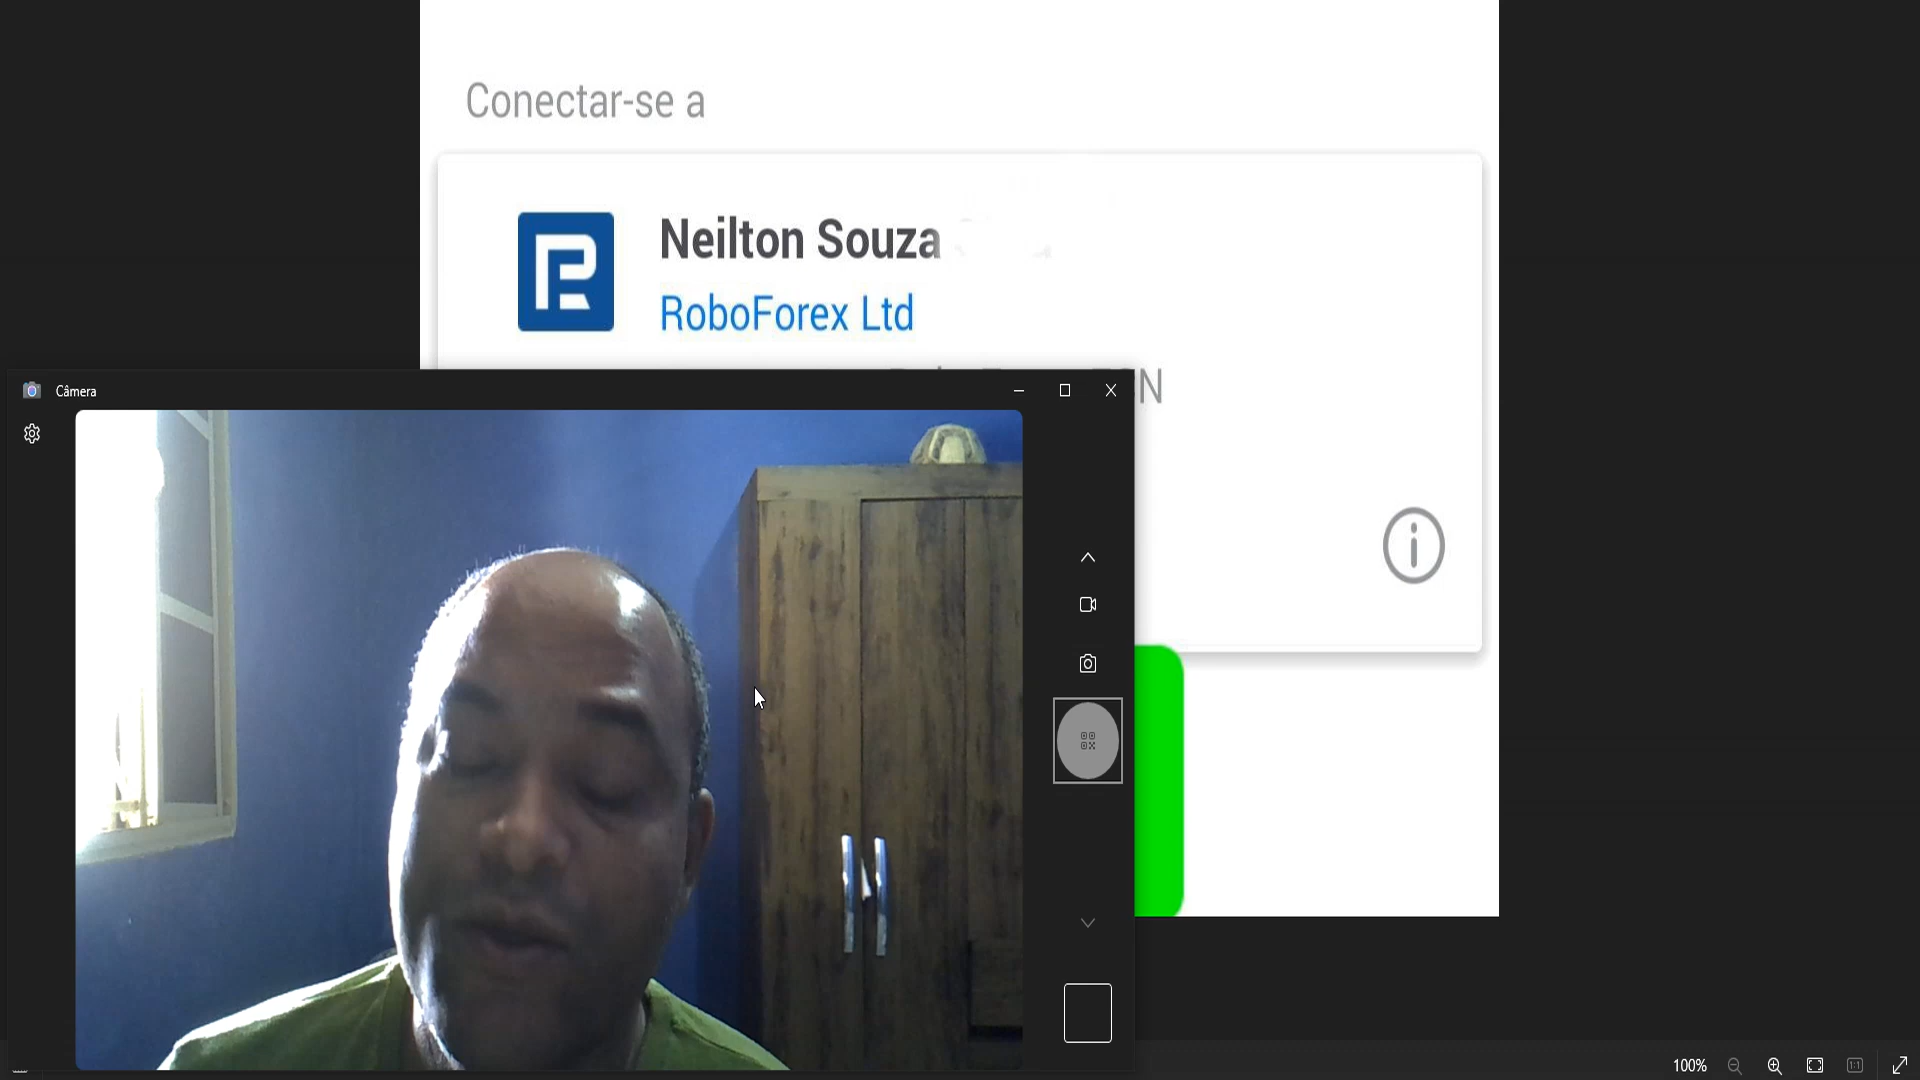 Conectar-se a
Neilton Souza
RoboForex Ltd
Câmera
100%